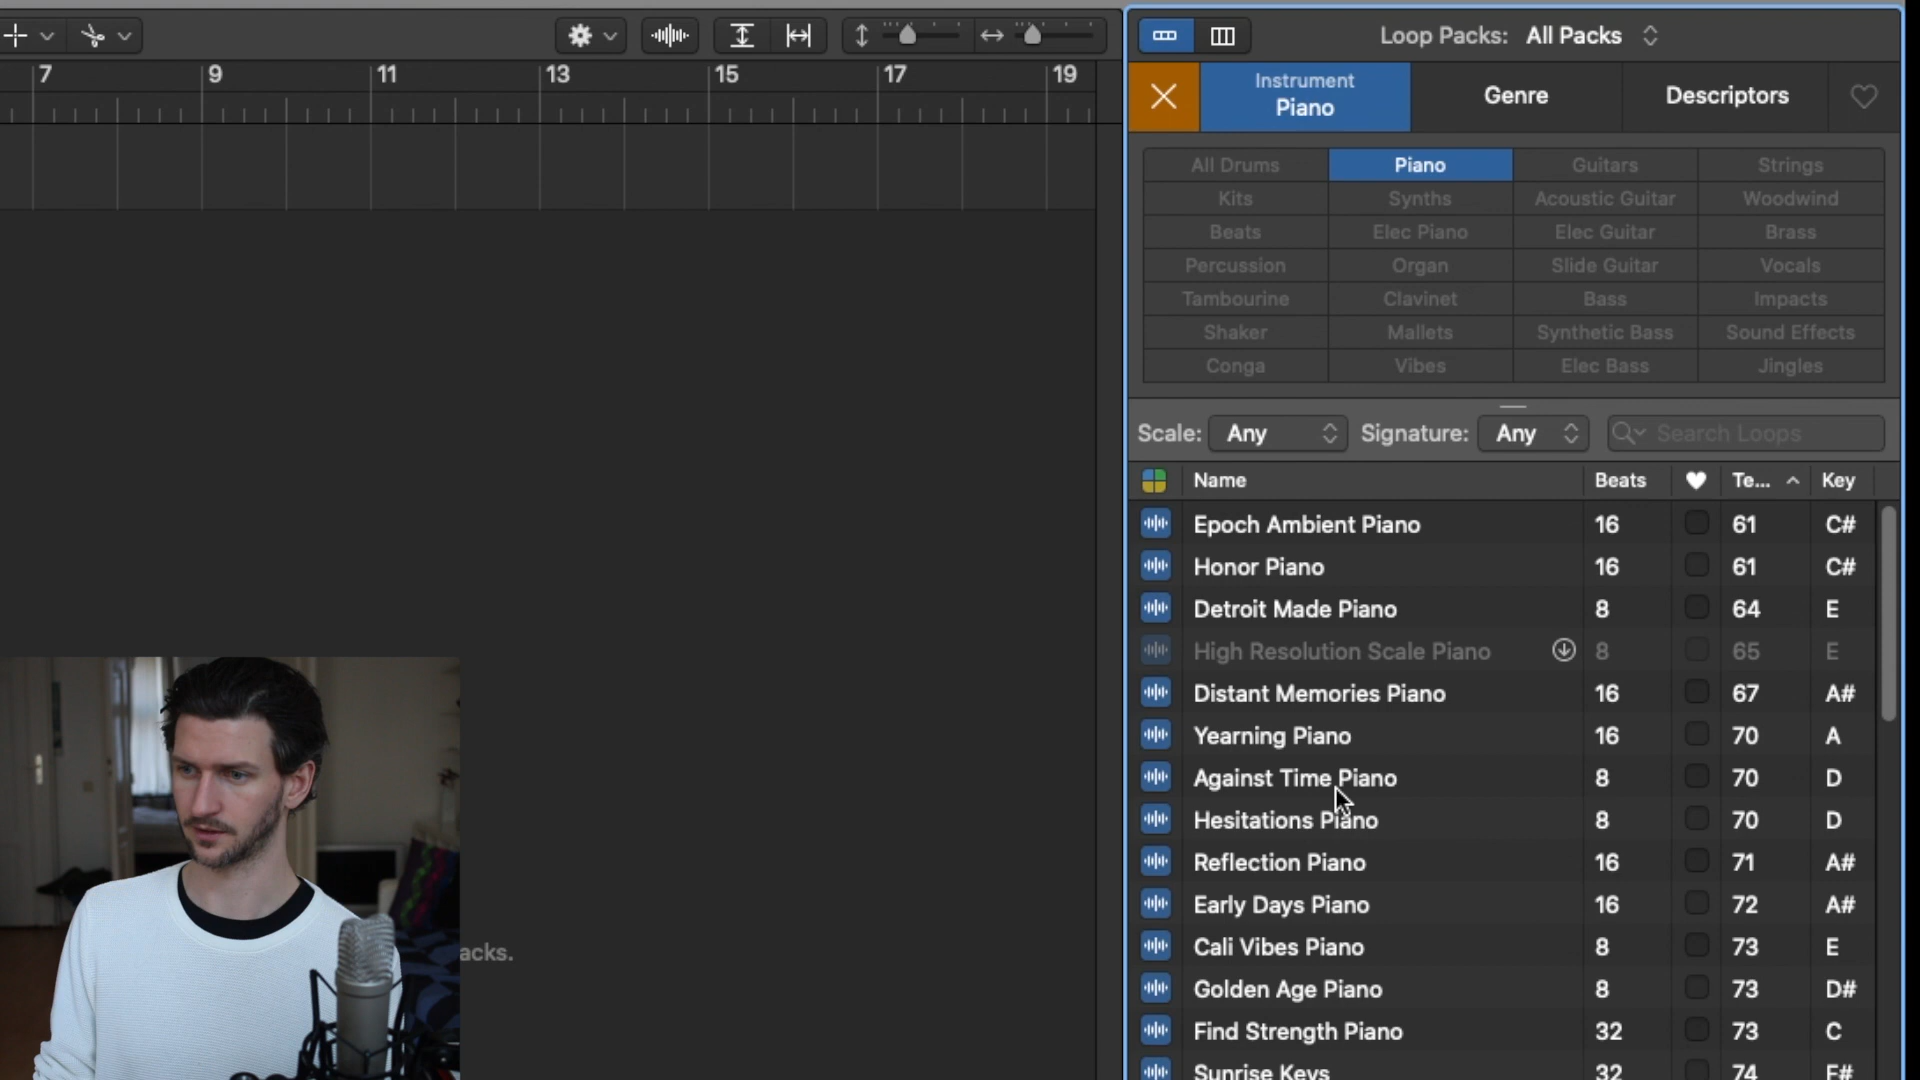 7 9 11 13 15 17 19
Loop Packs: All Packs
Instrument
Piano
Genre
Descriptors
All Drums Piano Guitars Strings
Kits Synths Acoustic Guitar Woodwind
Beats Elec Piano Elec Guitar Brass
Percussion Organ Slide Guitar Vocals
Tambourine Clavinet Bass Impacts
Shaker Mallets Synthetic Bass Sound Effects
Conga Vibes Elec Bass Jingles
Scale: Any Signature: Any Search Loops
Name Beats Te... Key
Epoch Ambient Piano 16 61 C#
Honor Piano 16 61 C#
Detroit Made Piano 8 64 E
High Resolution Scale Piano 8 65 E
Distant Memories Piano 16 67 A#
Yearning Piano 16 70 A
Against Time Piano 8 70 D
Hesitations Piano 8 70 D
Reflection Piano 16 71 A#
Early Days Piano 16 72 A#
Cali Vibes Piano 8 73 E
Golden Age Piano 8 73 D#
Find Strength Piano 32 73 C
Sunrise Keys 32 74 F#
acks.